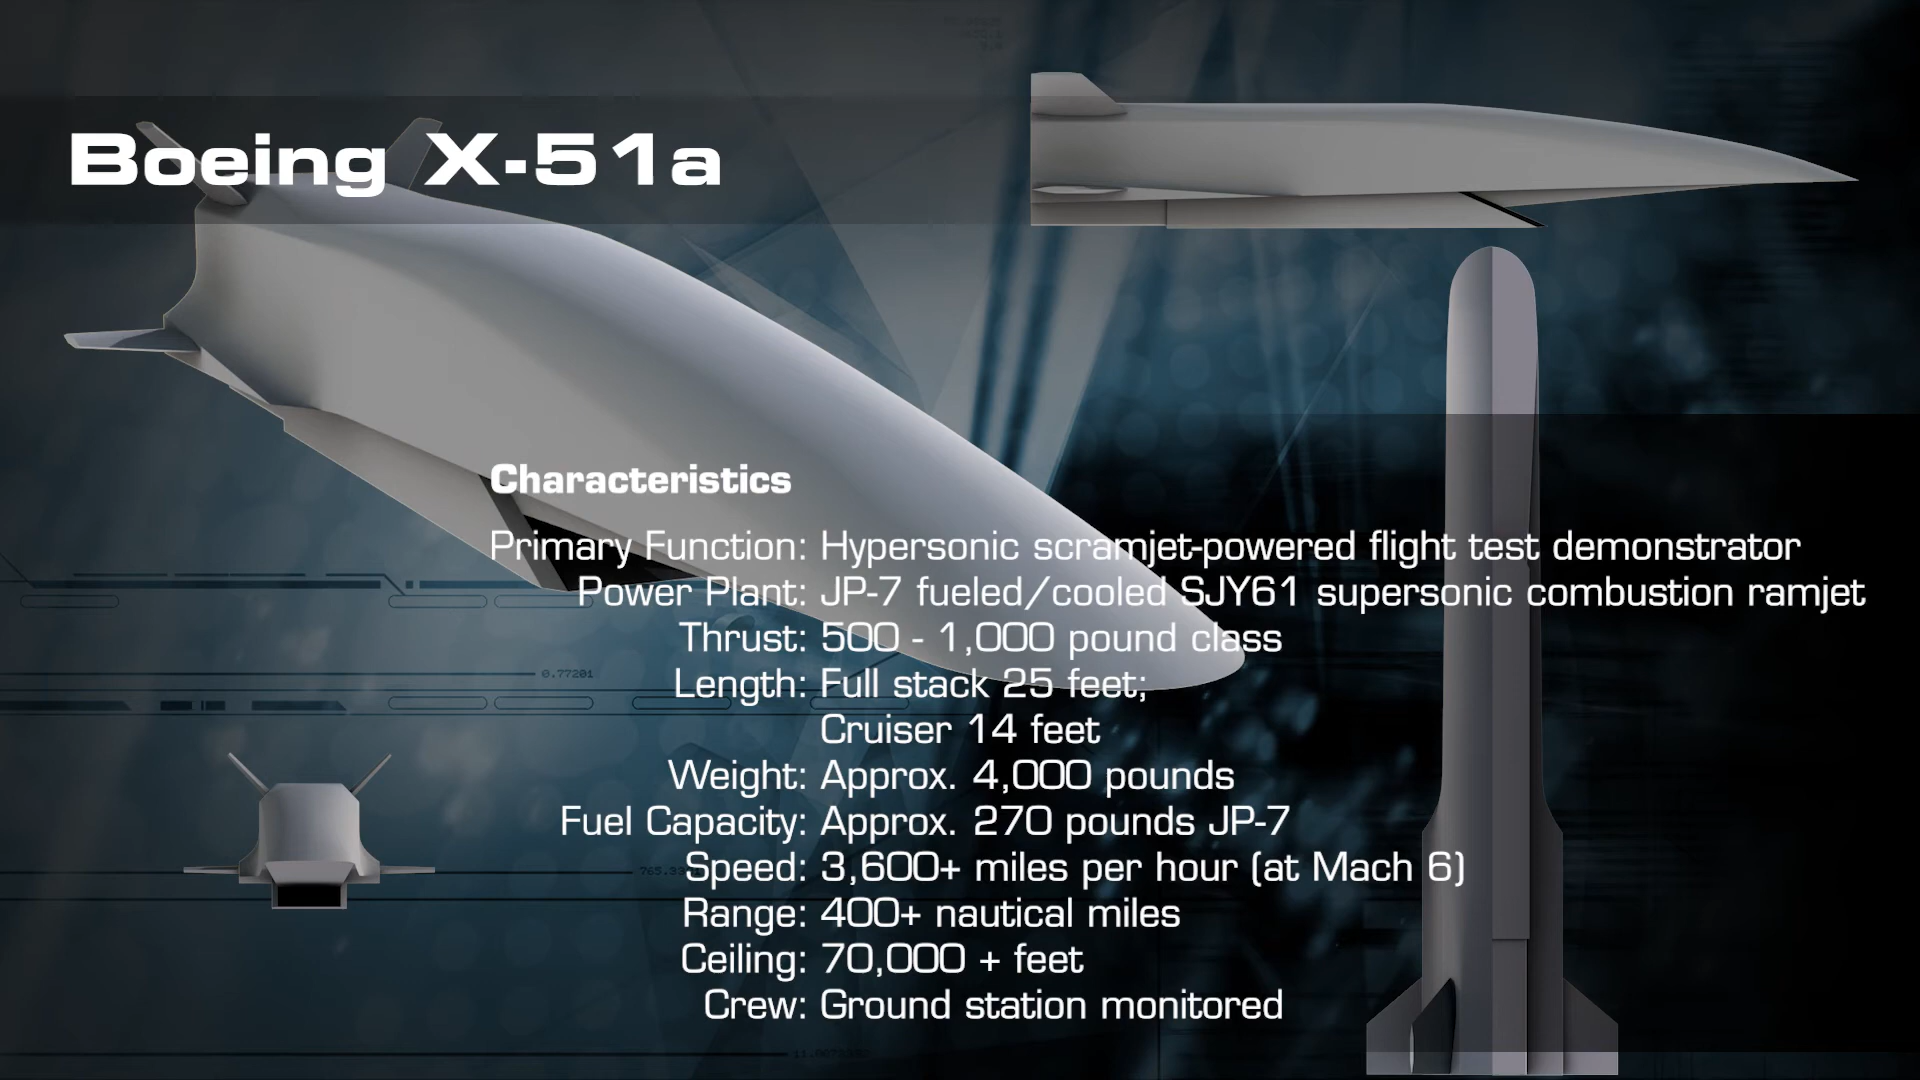 Boeing X-51a
Characteristics
Primary Function: Hypersonic scramjet-powered flight test demonstrator
Power Plant: JP-7 fueled/cooled SJY61 supersonic combustion ramjet
Thrust: 500 - 1,000 pound class
Length: Full stack 25 feet;
Cruiser 14 feet
0.77201
Weight: Approx. 4,000 pounds
Fuel Capacity: Approx. 270 pounds JP-7
Speed: 3,600+ miles per hour (at Mach 6)
Range: 400+ nautical miles
Ceiling: 70,000 + feet
Crew: Ground station monitored